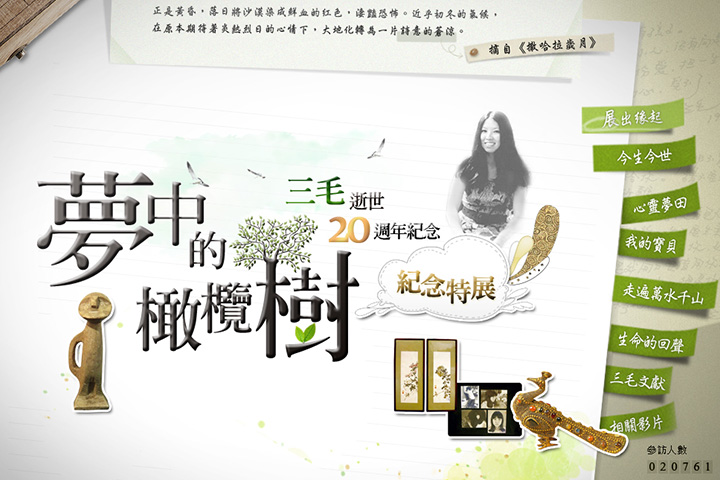 正是黃昏，落日將沙漠染成鮮血的紅色，淒豔恐怖。近乎初冬的氣候，
在原本期待著炎熱烈日的心情下，大地化轉為一片詩意的蒼涼。
摘自《撒哈拉歲月》
夢中的橄欖樹
三毛逝世
20週年紀念
紀念特展
展出緣起
今生今世
心靈夢田
我的寶貝
走遍萬水千山
生命的回聲
三毛文獻
相關影片
參訪人數
020761